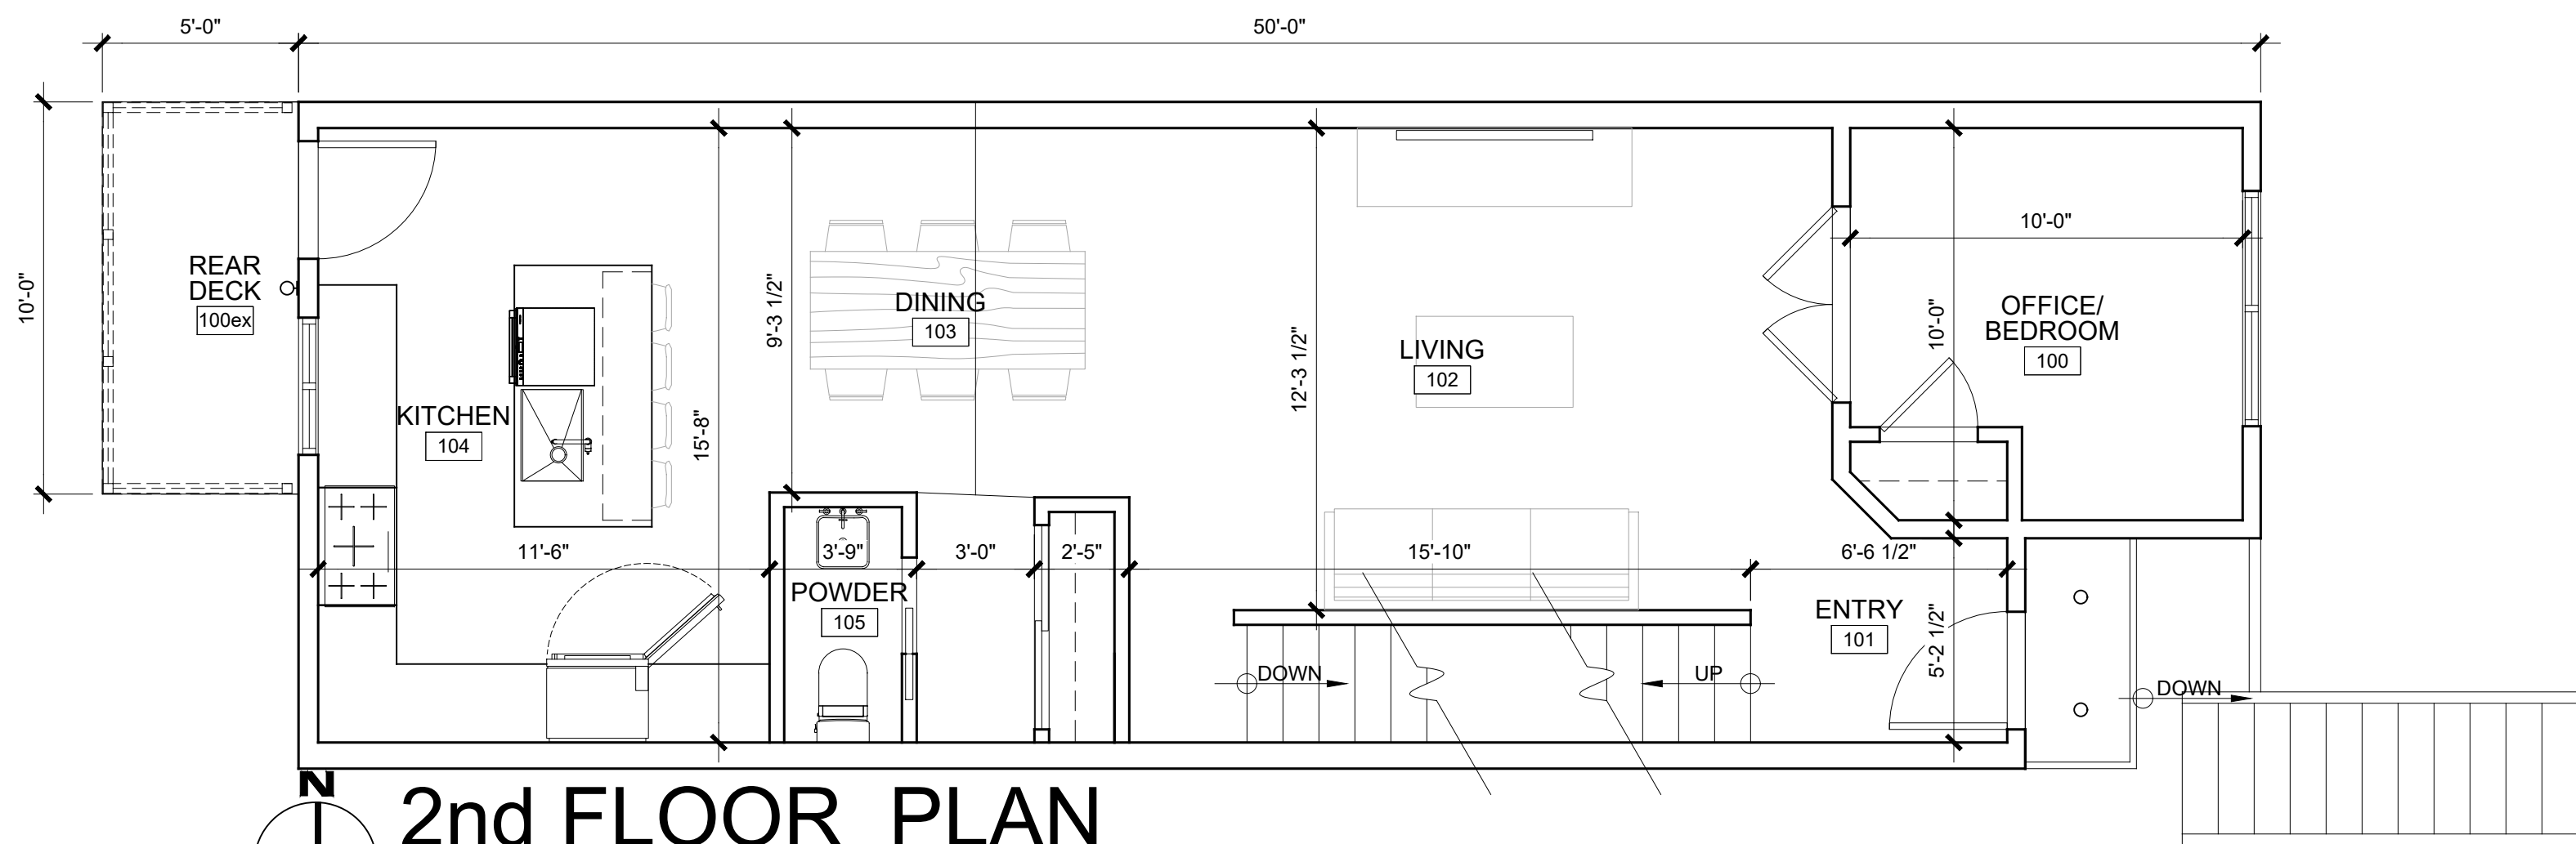 5'-0"
50'-0"
10'-0"
REAR
DECK
100ex
KITCHEN
104
11'-6"
15'-8"
9'-3 1/2"
DINING
103
3'-9"
POWDER
105
3'-0"
2'-5"
12'-3 1/2"
LIVING
102
15'-10"
DOWN
UP
10'-0"
10'-0"
OFFICE/
BEDROOM
100
6'-6 1/2"
ENTRY
101
5'-2 1/2"
DOWN
N
2nd FLOOR PLAN